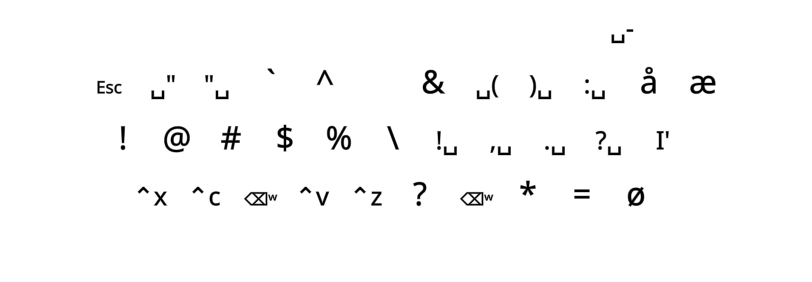 ␣-
Esc ␣" "␣ ` ^ & ␣( )␣ :␣ å æ
! @ # $ % \ !␣ ,␣ .␣ ?␣ I'
^x ^c ⌫w ^v ^z ? ⌫w * = ø